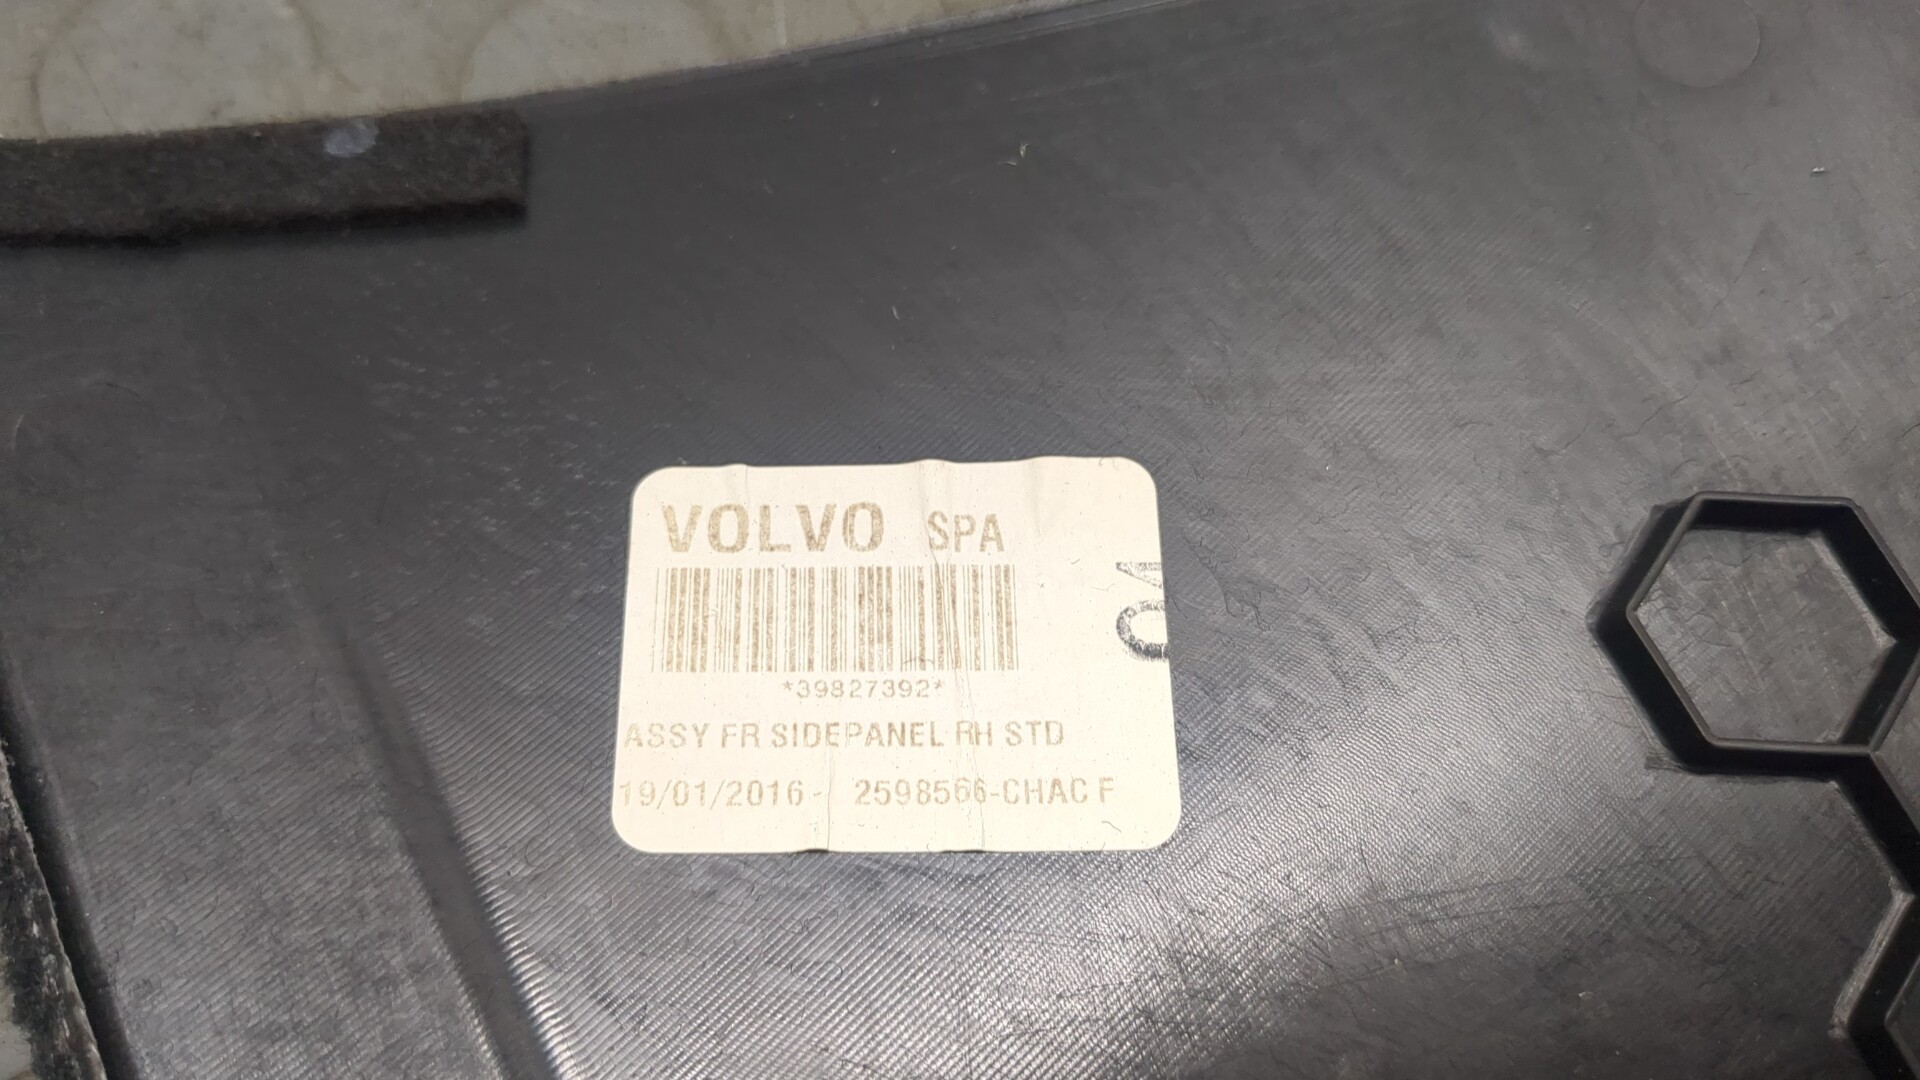 VOLVO SPA
*39827392*
ASSY FR SIDEPANEL RH STD
19/01/2016- 2598566-CHAC F